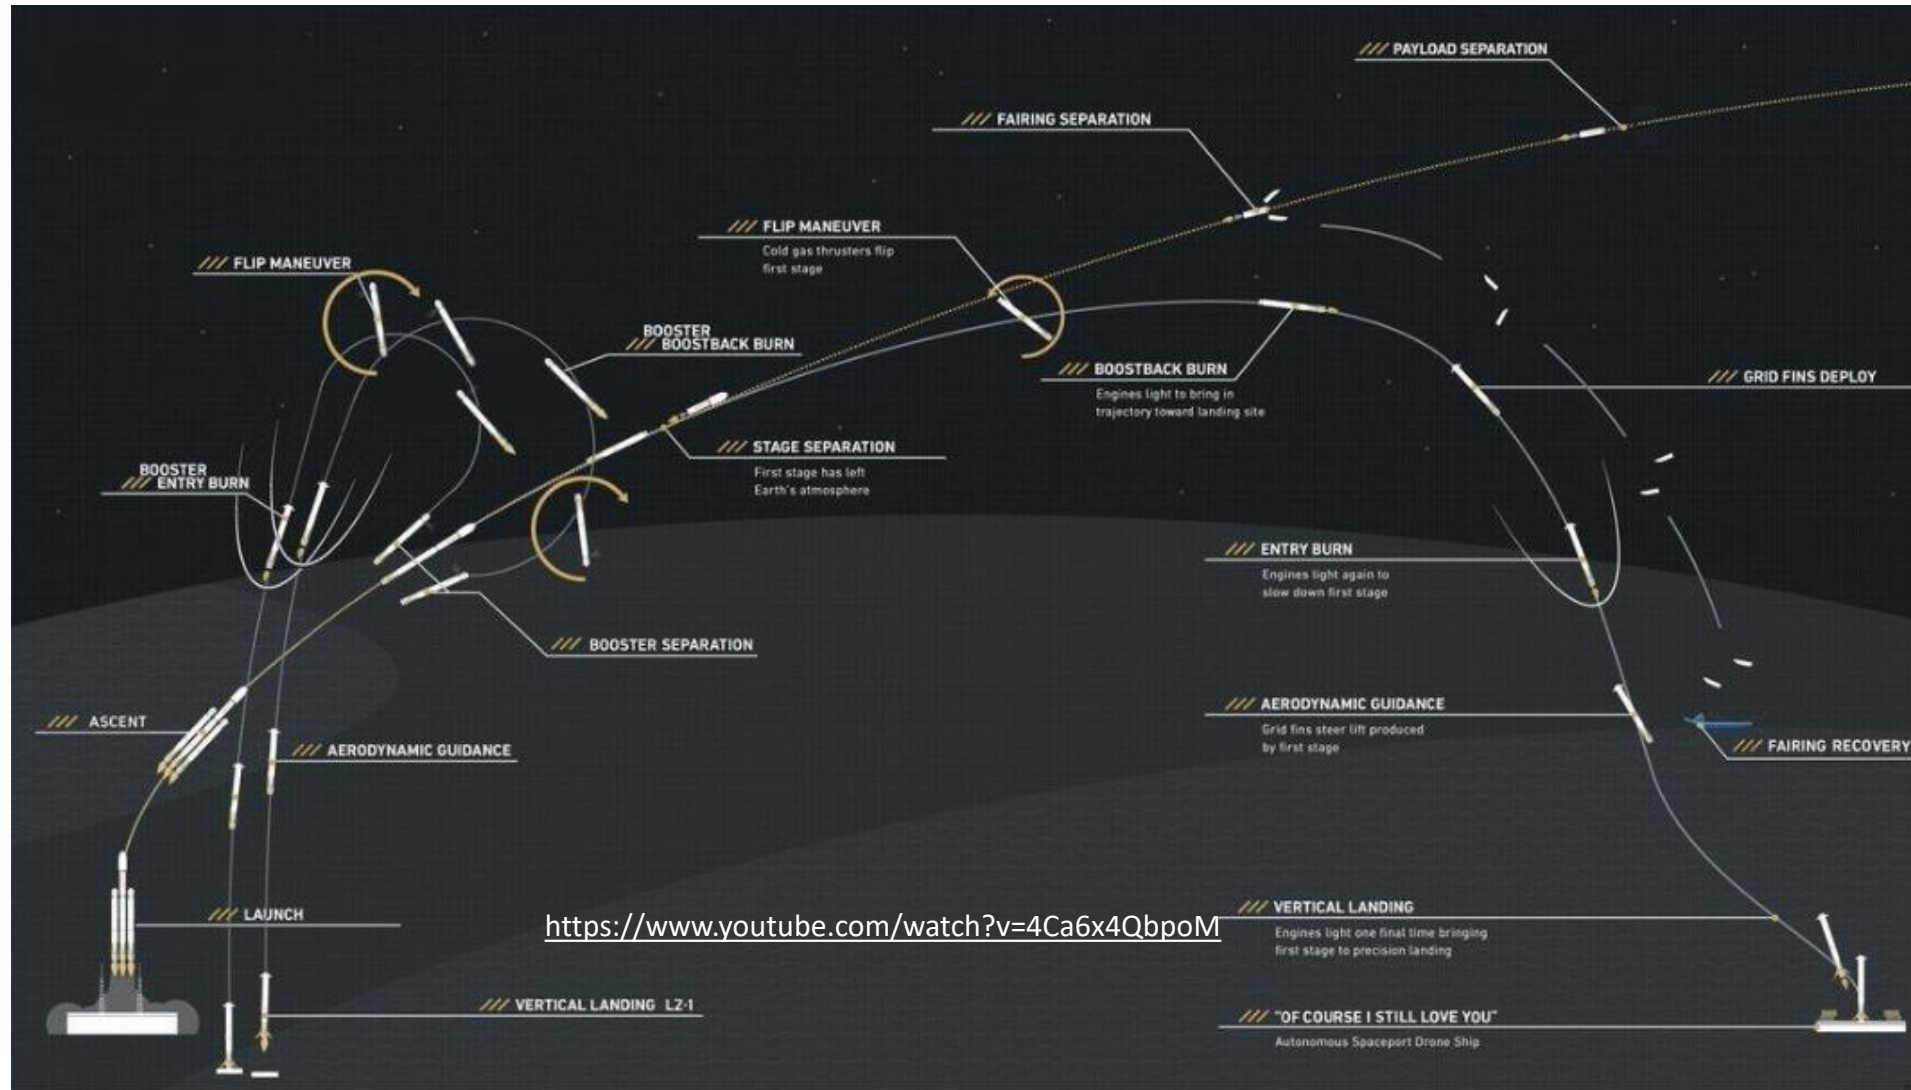 /// PAYLOAD SEPARATION
/// FAIRING SEPARATION
/// FLIP MANEUVER
Cold gas thrusters flip
first stage
/// FLIP MANEUVER
BOOSTER
/// BOOSTBACK BURN
/// BOOSTBACK BURN
Engines light to bring in
trajectory toward landing site
/// GRID FINS DEPLOY
/// STAGE SEPARATION
First stage has left
Earth's atmosphere
BOOSTER
/// ENTRY BURN
/// ENTRY BURN
Engines light again to
slow down first stage
/// BOOSTER SEPARATION
/// ASCENT
/// AERODYNAMIC GUIDANCE
/// AERODYNAMIC GUIDANCE
Grid fins steer lift produced
by first stage
/// FAIRING RECOVERY
/// LAUNCH
https://www.youtube.com/watch?v=4Ca6x4QbpoM
/// VERTICAL LANDING
Engines light one final time bringing
first stage to precision landing
/// VERTICAL LANDING LZ-1
/// "OF COURSE I STILL LOVE YOU"
Autonomous Spaceport Drone Ship